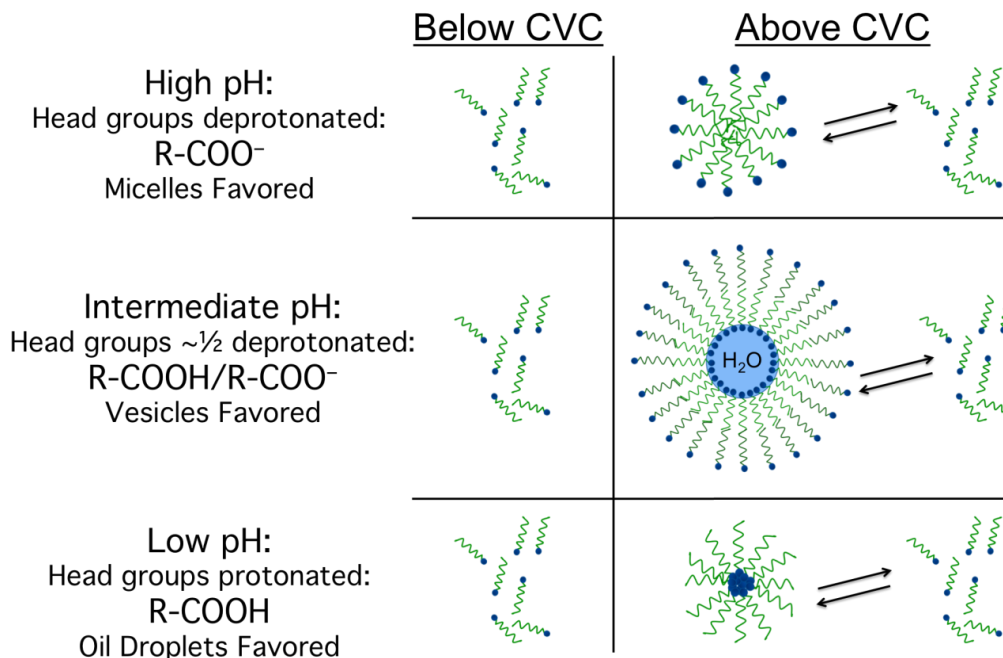 Below CVC
Above CVC
High pH:
Head groups deprotonated:
R-COO⁻
Micelles Favored
Intermediate pH:
Head groups ~½ deprotonated:
R-COOH/R-COO⁻
Vesicles Favored
H₂O
Low pH:
Head groups protonated:
R-COOH
Oil Droplets Favored